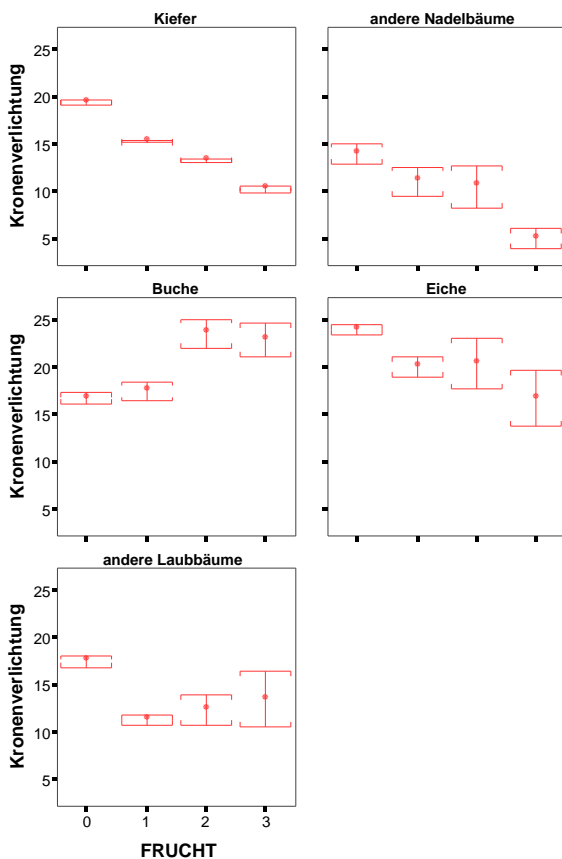 Kiefer
andere Nadelbäume
25
20
15
10
5
Kronenverlichtung
Buche
Eiche
25
20
15
10
5
Kronenverlichtung
andere Laubbäume
25
20
15
10
5
Kronenverlichtung
0 1 2 3
FRUCHT